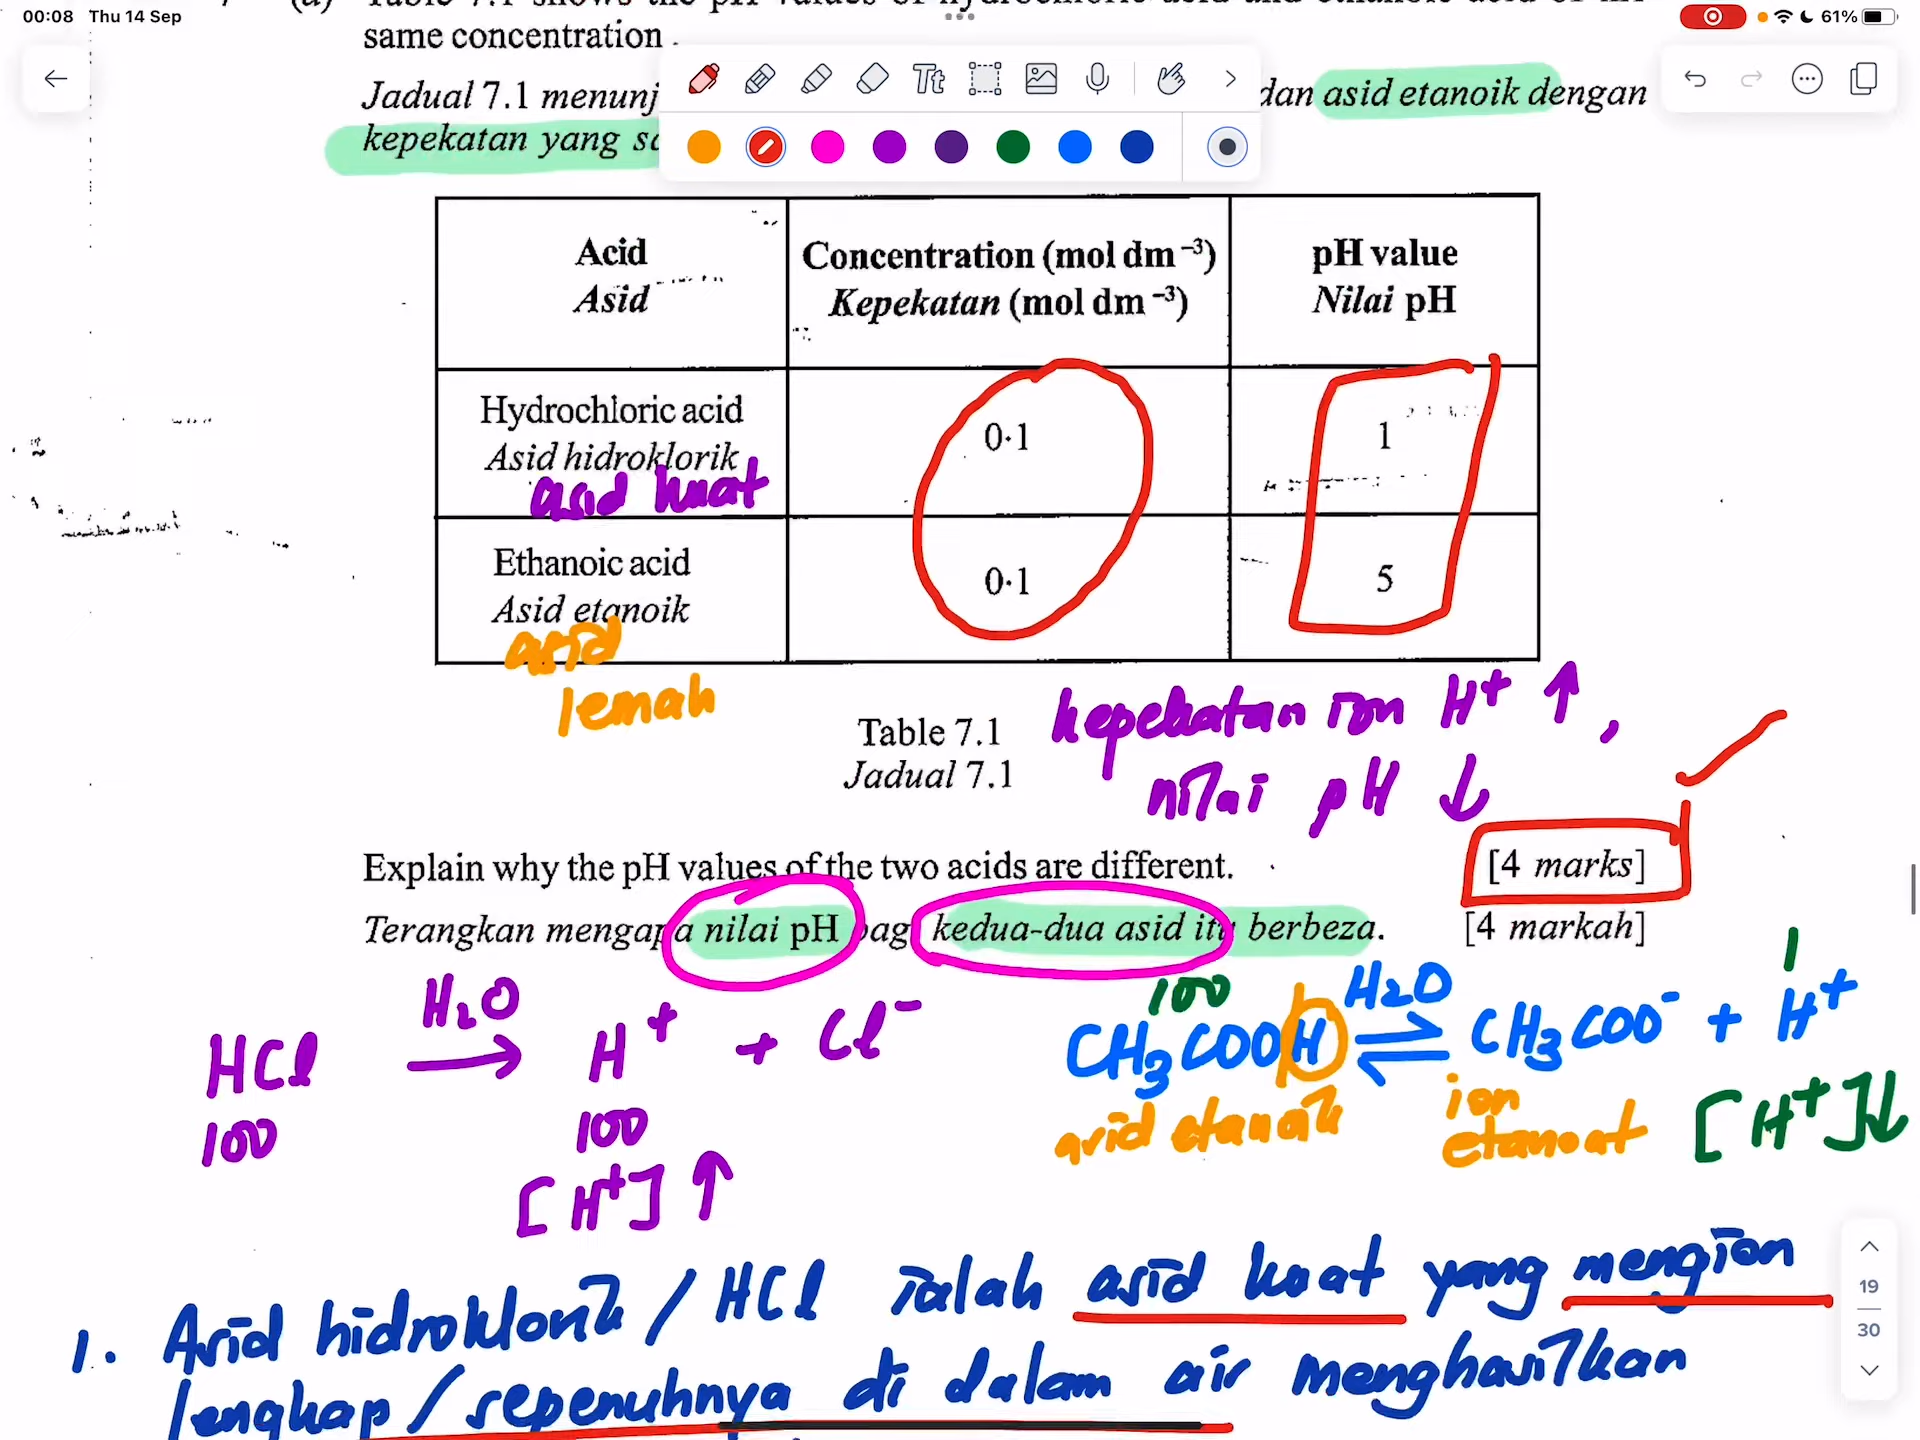 00:08 Thu 14 Sep
61%
same concentration
Jadual 7.1 menunj
dan asid etanoik dengan
kepekatan yang sa
Tt
Acid
Asid
Concentration (mol dm⁻³)
Kepekatan (mol dm⁻³)
pH value
Nilai pH
Hydrochloric acid
Asid hidroklorik
asid kuat
0·1
1
Ethanoic acid
Asid etanoik
asid
lemah
0·1
5
Table 7.1
Jadual 7.1
kepekatan ion H⁺ ↑,
nilai pH ↓
Explain why the pH values of the two acids are different. [4 marks]
Terangkan mengapa nilai pH bagi kedua-dua asid itu berbeza. [4 markah]
HCl →H₂O H⁺ + Cl⁻
100 100
[H⁺] ↑
100 1
CH₃COOH ⇌H₂O CH₃COO⁻ + H⁺
asid etanoik
ion
etanoat
[H⁺]↓
1. Asid hidroklorik / HCl ialah asid kuat yang mengion
lengkap / sepenuhnya di dalam air menghasilkan
19
30